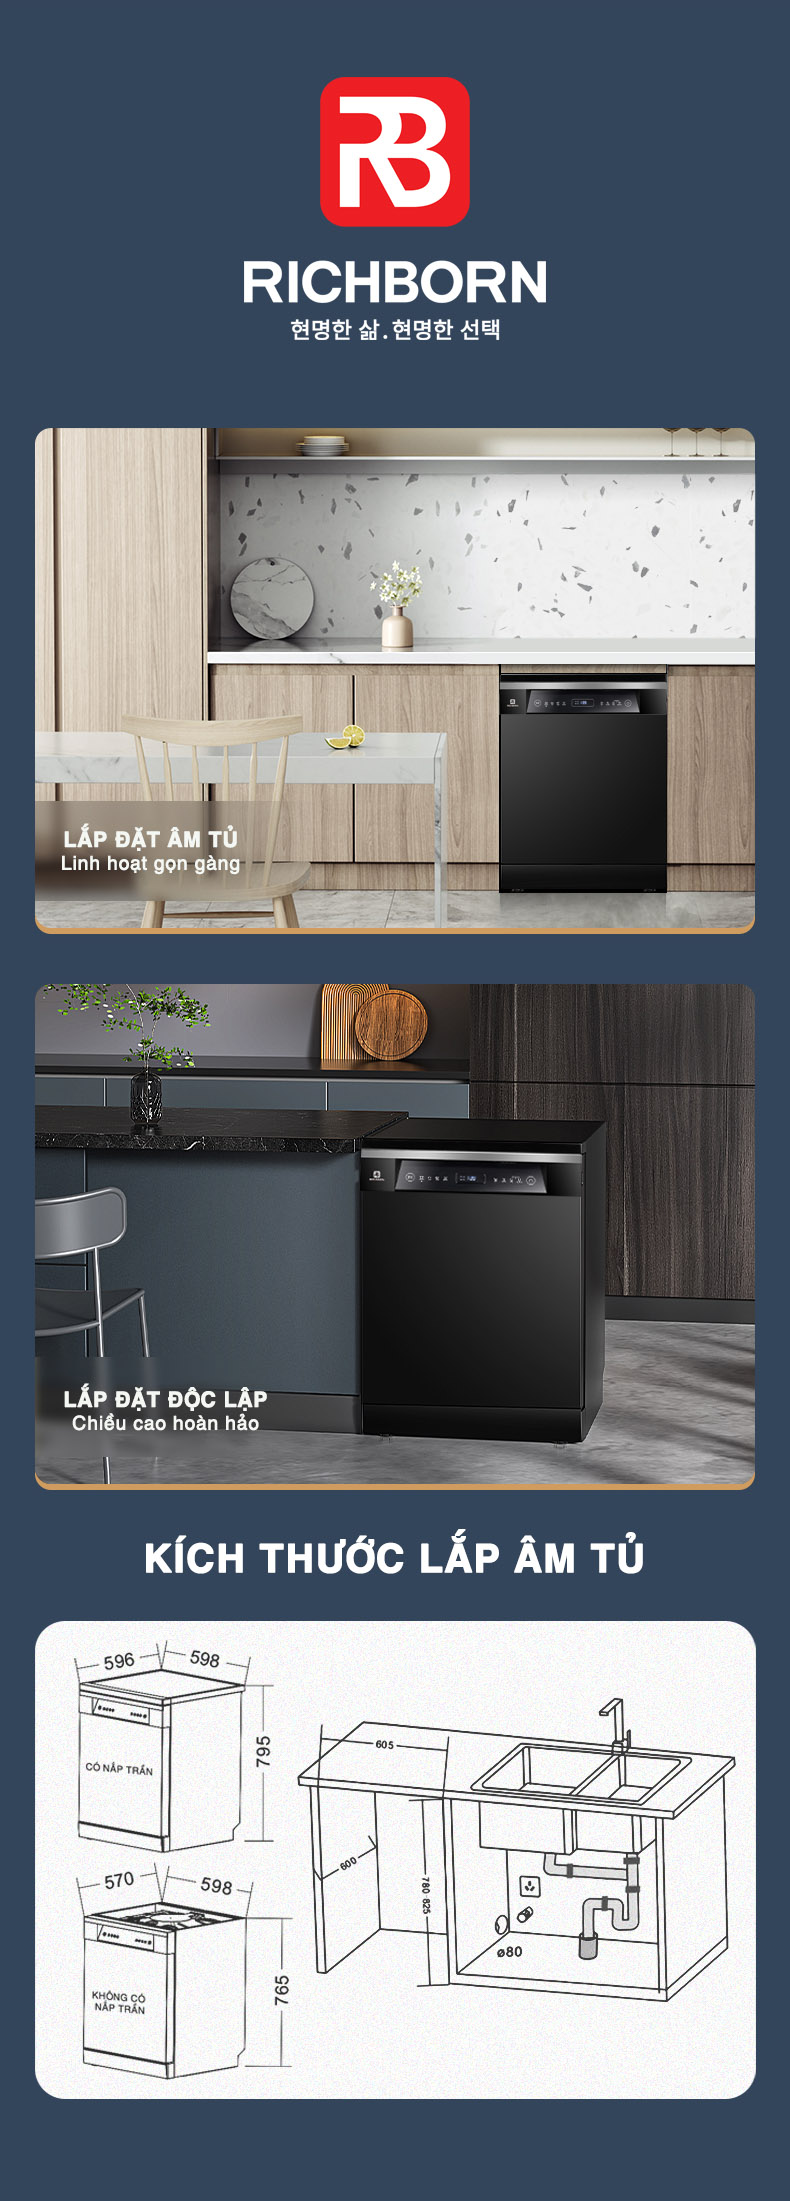 RB
RICHBORN
현명한 삶.현명한 선택
LẮP ĐẶT ÂM TỦ
Linh hoạt gọn gàng
LẮP ĐẶT ĐỘC LẬP
Chiều cao hoàn hảo
KÍCH THƯỚC LẮP ÂM TỦ
596
598
795
CÓ NẮP TRẦN
570
598
765
KHÔNG CÓ
NẮP TRẦN
605
600
780 825
ø80